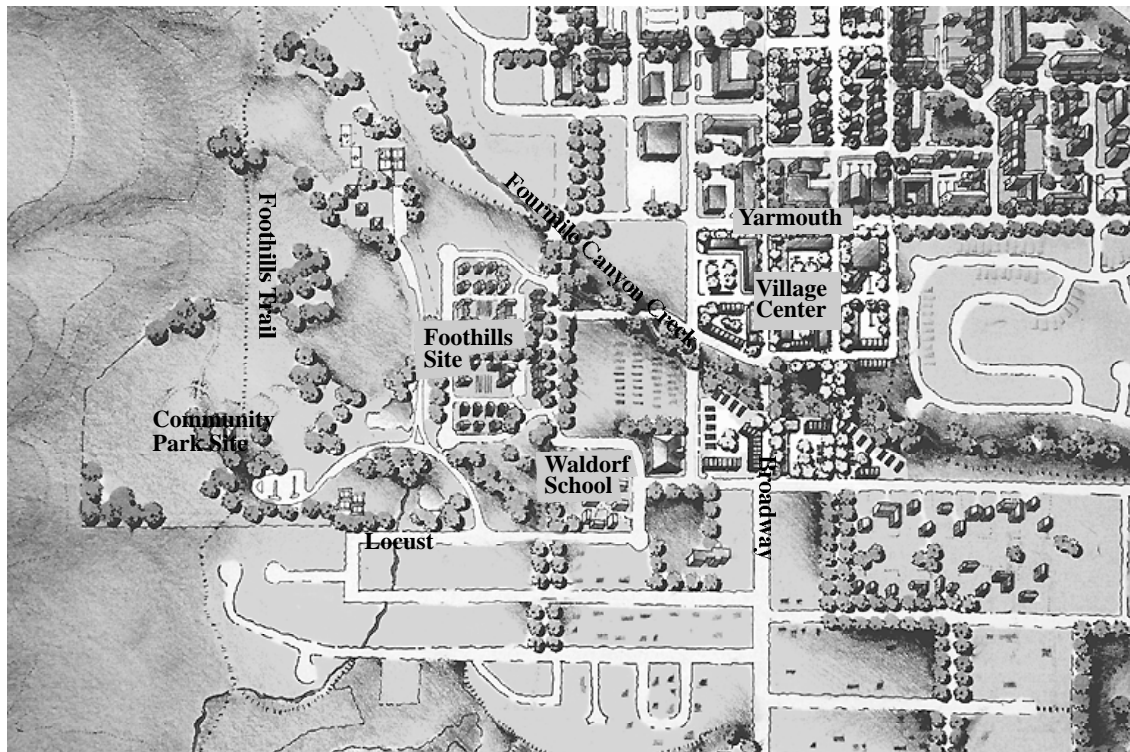 Fourmile Canyon Creek
Foothills Trail
Yarmouth
Village
Center
Foothills
Site
Community
Park Site
Waldorf
School
Broadway
Locust